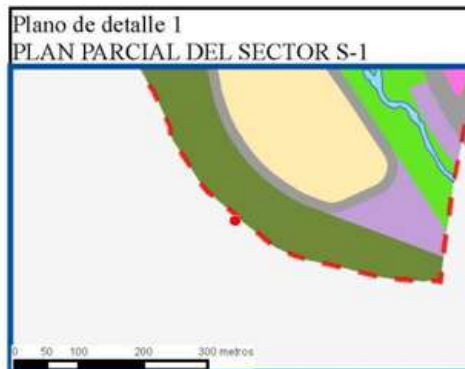 Plano de detalle 1
PLAN PARCIAL DEL SECTOR S-1
0 50 100 200 300 metros